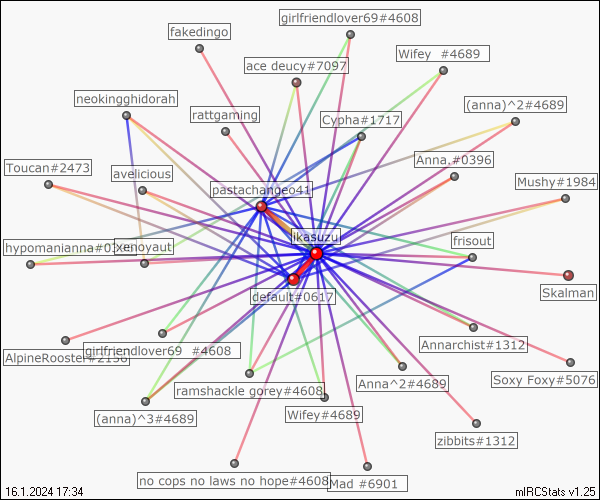 girlfriendlover69#4608
fakedingo
Wifey  #4689
ace deucy#7097
neokingghidorah
(anna)^2#4689
rattgaming
Cypha#1717
Toucan#2473
avelicious
Anna,#0396
pastachangeo41
Mushy#1984
ikasuzu
hypomanianna#0
xenoyaut
frisout
Skalman
default#0617
AlpineRooster#2150
girlfriendlover69  #4608
Annarchist#1312
Soxy Foxy#5076
ramshackle gorey#4608
Anna^2#4689
(anna)^3#4689
Wifey#4689
zibbits#1312
no cops no laws no hope#4608
Mad #6901
16.1.2024 17:34
mIRCStats v1.25